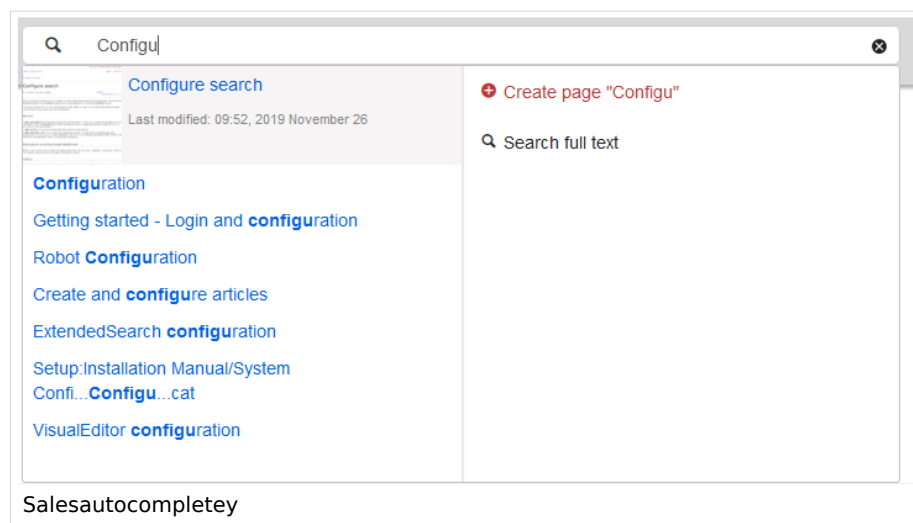 Configu
Configure search
Last modified: 09:52, 2019 November 26
Configuration
Getting started - Login and configuration
Robot Configuration
Create and configure articles
ExtendedSearch configuration
Setup:Installation Manual/System
Confi...Configu...cat
VisualEditor configuration
Create page "Configu"
Search full text
Salesautocompletey